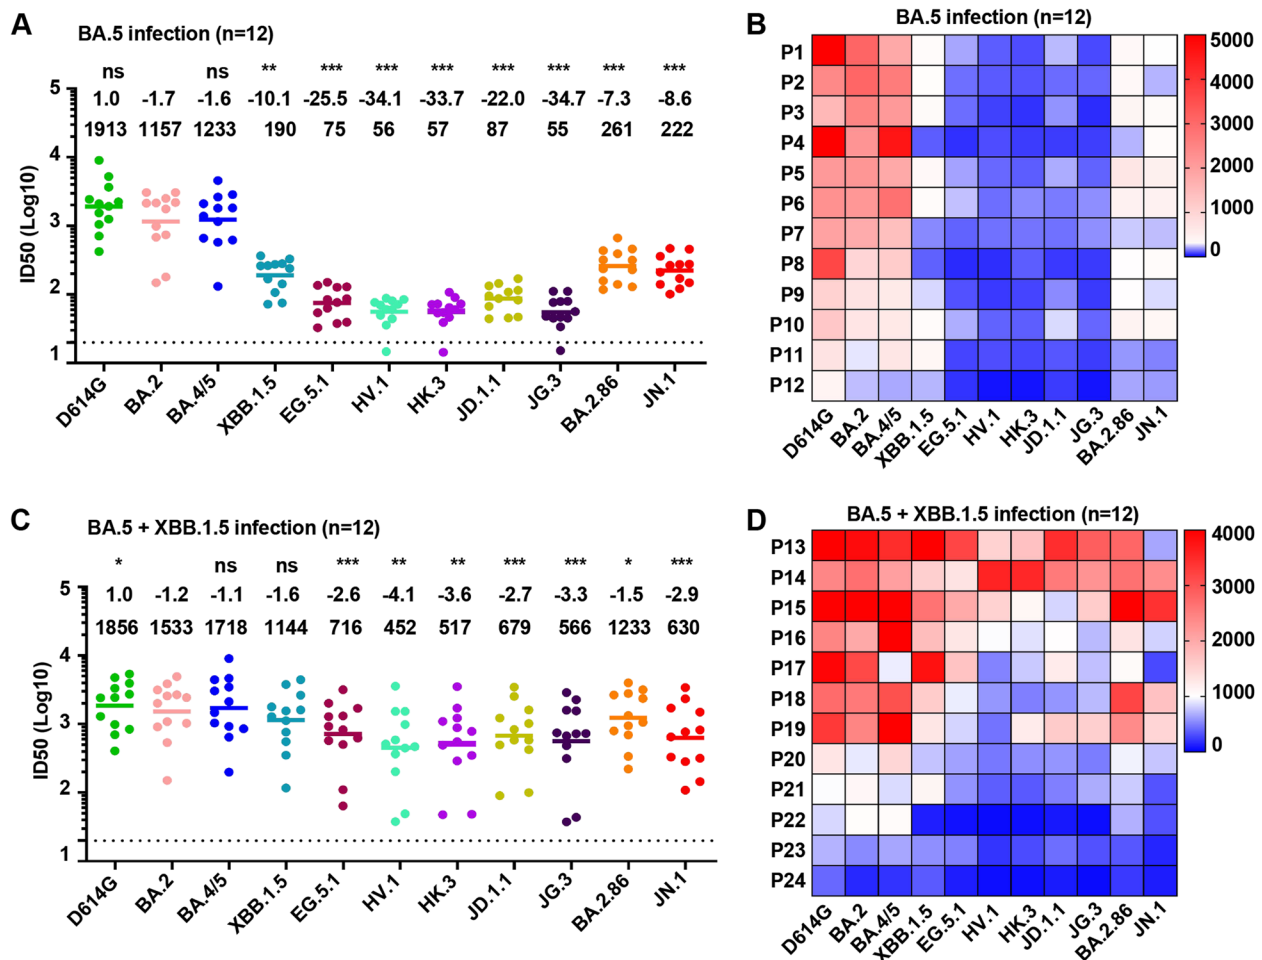 A
BA.5 infection (n=12)
ns ns ** *** *** *** *** *** *** ***
1.0 -1.7 -1.6 -10.1 -25.5 -34.1 -33.7 -22.0 -34.7 -7.3 -8.6
1913 1157 1233 190 75 56 57 87 55 261 222
ID50 (Log10)
5
4
3
2
1
D614G BA.2 BA.4/5 XBB.1.5 EG.5.1 HV.1 HK.3 JD.1.1 JG.3 BA.2.86 JN.1
B
BA.5 infection (n=12)
P1
P2
P3
P4
P5
P6
P7
P8
P9
P10
P11
P12
5000
4000
3000
2000
1000
0
D614G BA.2 BA.4/5 XBB.1.5 EG.5.1 HV.1 HK.3 JD.1.1 JG.3 BA.2.86 JN.1
C
BA.5 + XBB.1.5 infection (n=12)
* ns ns *** ** ** *** *** * ***
1.0 -1.2 -1.1 -1.6 -2.6 -4.1 -3.6 -2.7 -3.3 -1.5 -2.9
1856 1533 1718 1144 716 452 517 679 566 1233 630
ID50 (Log10)
5
4
3
2
1
D614G BA.2 BA.4/5 XBB.1.5 EG.5.1 HV.1 HK.3 JD.1.1 JG.3 BA.2.86 JN.1
D
BA.5 + XBB.1.5 infection (n=12)
P13
P14
P15
P16
P17
P18
P19
P20
P21
P22
P23
P24
4000
3000
2000
1000
0
D614G BA.2 BA.4/5 XBB.1.5 EG.5.1 HV.1 HK.3 JD.1.1 JG.3 BA.2.86 JN.1